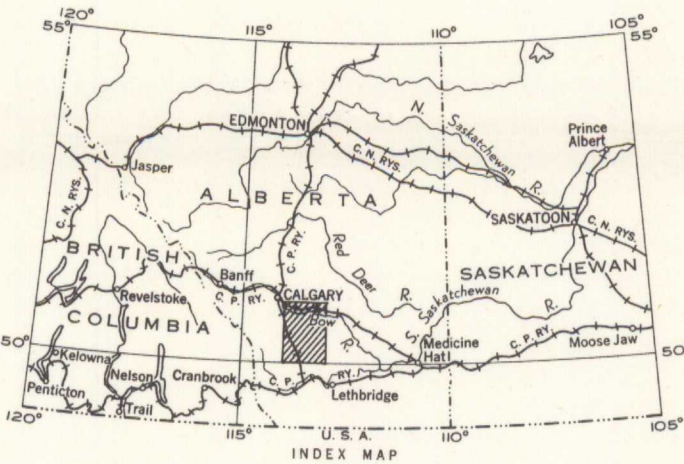 120° 115° 110° 105°
55° 55°
EDMONTON
N. Saskatchewan R.
Prince
Albert
C. N. RYS.
Jasper
ALBERTA
C. N. RYS.
SASKATOON
C. N. RYS.
C. P. RY.
Red Deer R.
BRITISH
Banff
SASKATCHEWAN
C. P. RY.
CALGARY
S. Saskatchewan R.
Revelstoke
COLUMBIA
Bow R.
Medicine
Hat
C. P. RY.
Moose Jaw
50° 50°
Kelowna
Nelson
Cranbrook
C. P. RY.
Lethbridge
Penticton
Trail
120° 115° 110° 105°
U. S. A.
INDEX MAP